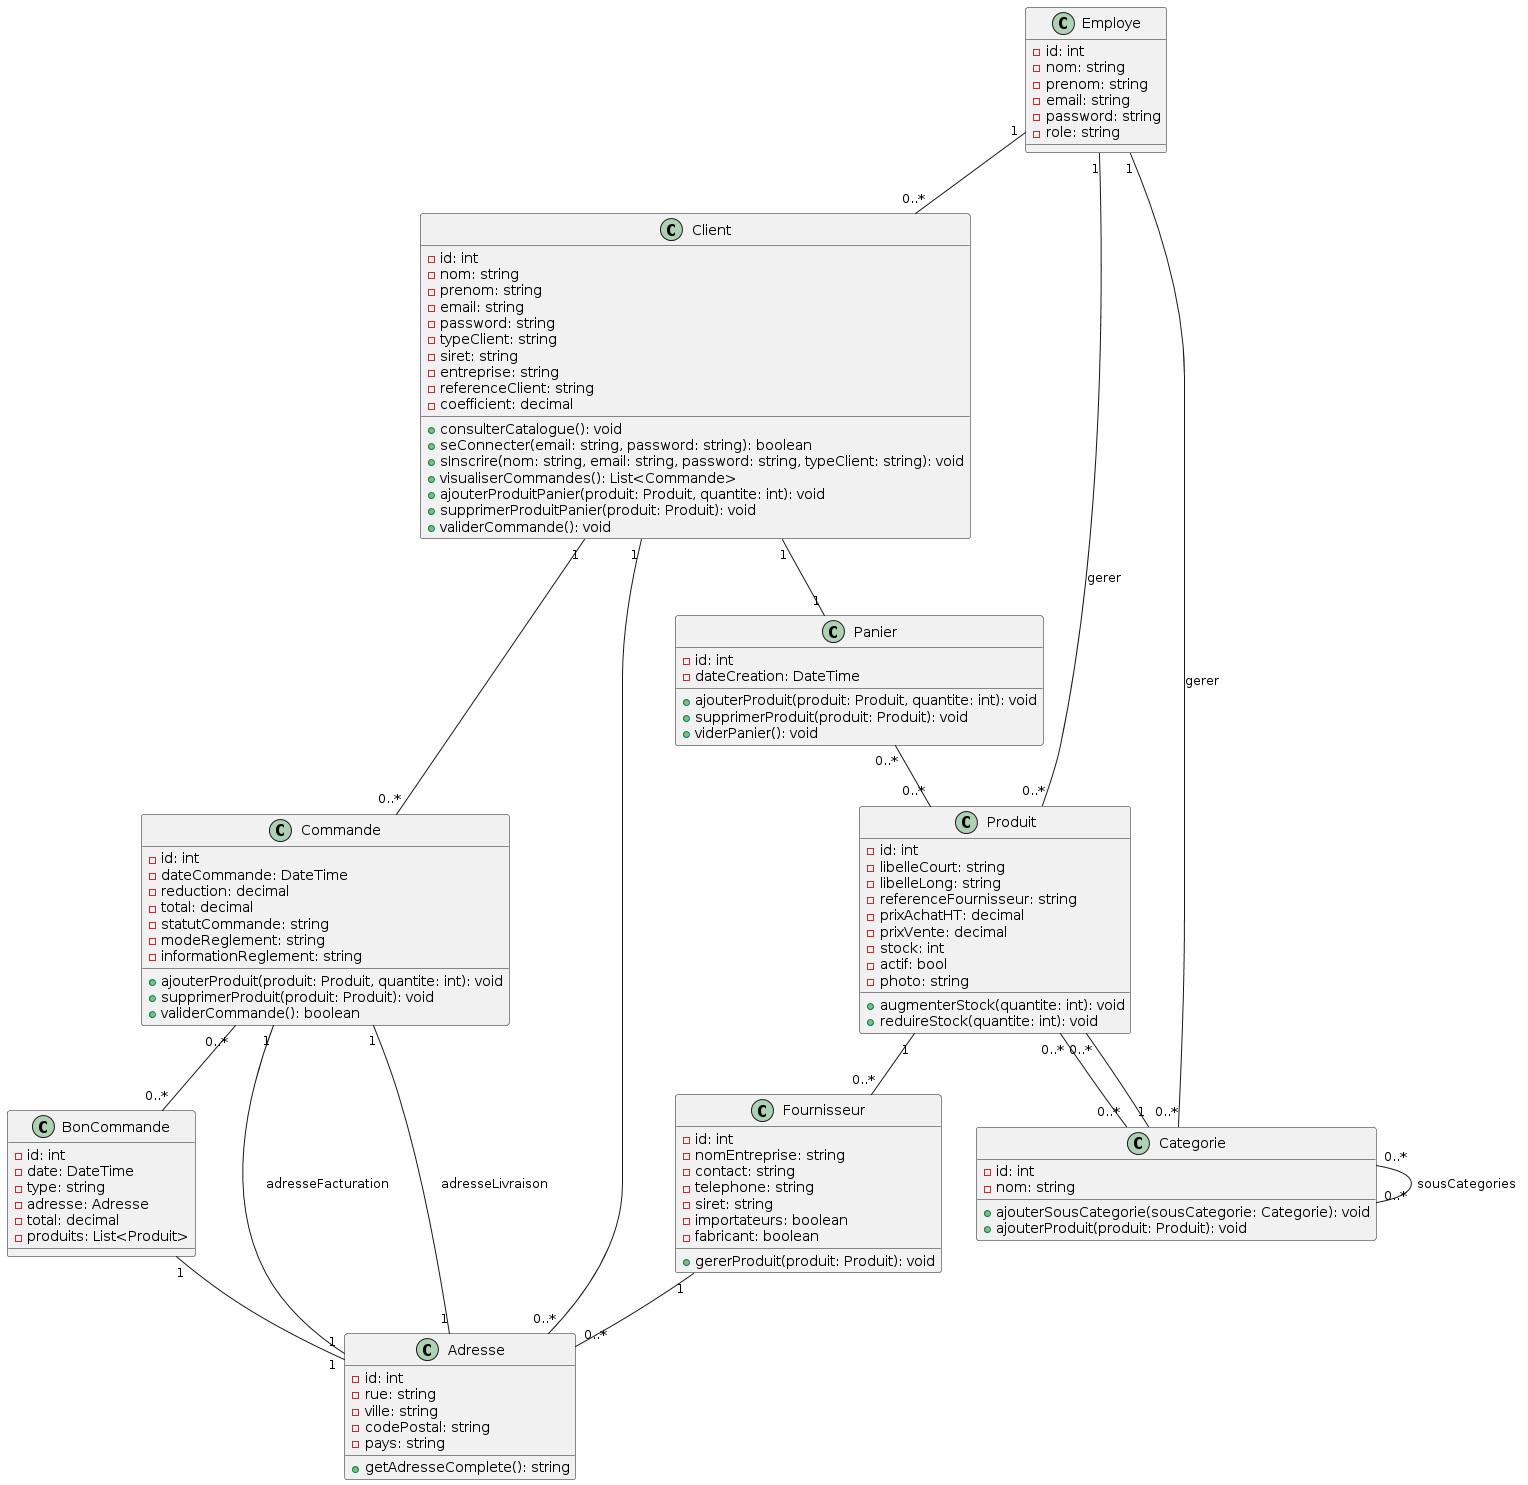 C Employe
id: int
nom: string
prenom: string
email: string
password: string
role: string
1
1
1
0..*
C Client
id: int
nom: string
prenom: string
email: string
password: string
typeClient: string
siret: string
entreprise: string
referenceClient: string
coefficient: decimal
consulterCatalogue(): void
seConnecter(email: string, password: string): boolean
sInscrire(nom: string, email: string, password: string, typeClient: string): void
visualiserCommandes(): List<Commande>
ajouterProduitPanier(produit: Produit, quantite: int): void
supprimerProduitPanier(produit: Produit): void
validerCommande(): void
1
1
1
gerer
1
C Panier
id: int
dateCreation: DateTime
ajouterProduit(produit: Produit, quantite: int): void
supprimerProduit(produit: Produit): void
viderPanier(): void
gerer
0..*
0..*
0..*
0..*
C Commande
id: int
dateCommande: DateTime
reduction: decimal
total: decimal
statutCommande: string
modeReglement: string
informationReglement: string
ajouterProduit(produit: Produit, quantite: int): void
supprimerProduit(produit: Produit): void
validerCommande(): boolean
C Produit
id: int
libelleCourt: string
libelleLong: string
referenceFournisseur: string
prixAchatHT: decimal
prixVente: decimal
stock: int
actif: bool
photo: string
augmenterStock(quantite: int): void
reduireStock(quantite: int): void
0..*
1
1
1
0..*
0..*
0..*
0..*
0..*
1
0..*
C BonCommande
id: int
date: DateTime
type: string
adresse: Adresse
total: decimal
produits: List<Produit>
C Fournisseur
id: int
nomEntreprise: string
contact: string
telephone: string
siret: string
importateurs: boolean
fabricant: boolean
gererProduit(produit: Produit): void
C Categorie
id: int
nom: string
ajouterSousCategorie(sousCategorie: Categorie): void
ajouterProduit(produit: Produit): void
0..*
sousCategories
0..*
adresseFacturation
adresseLivraison
1
1
1
1
1
0..*
0..*
C Adresse
id: int
rue: string
ville: string
codePostal: string
pays: string
getAdresseComplete(): string